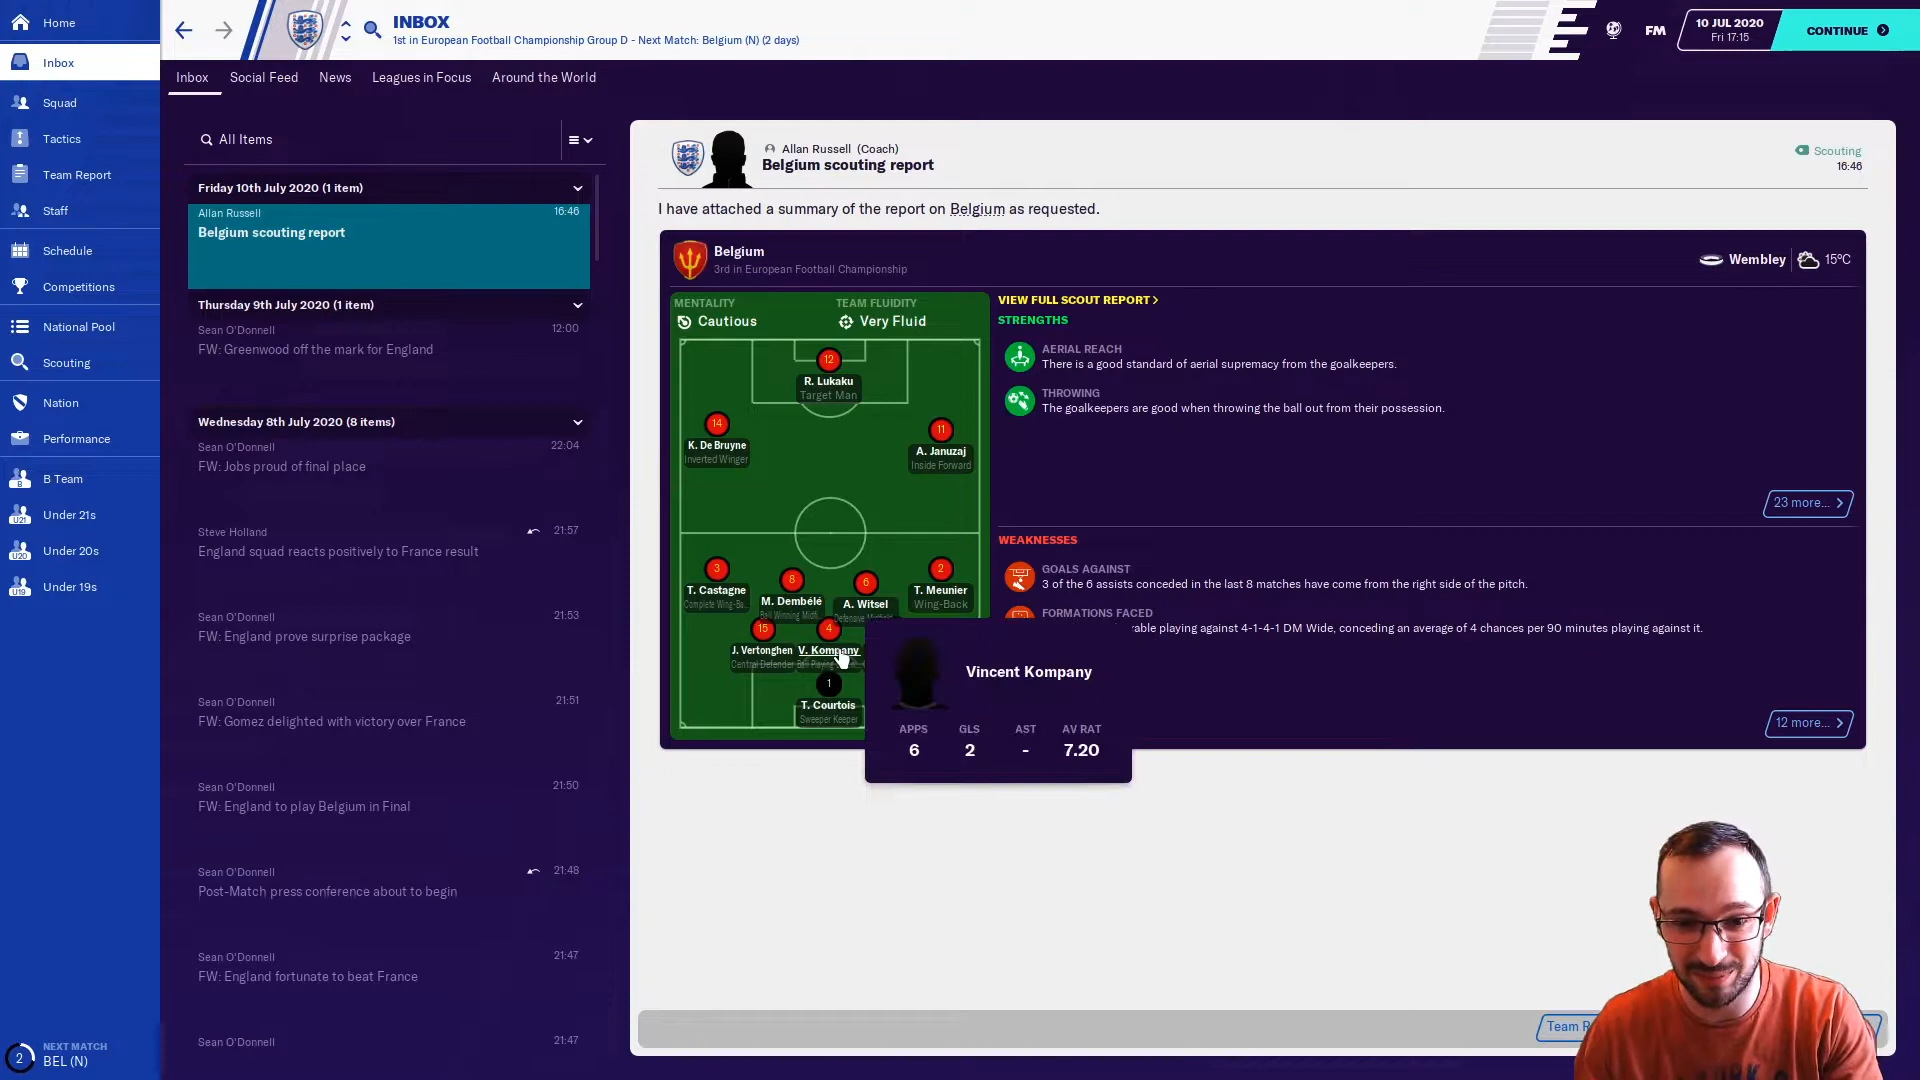 Home
Inbox
Squad
Tactics
Team Report
Staff
Schedule
Competitions
National Pool
Scouting
Nation
Performance
B Team
Under 21s
Under 20s
Under 19s
B
U21
U20
U19
2
NEXT MATCH
BEL (N)
INBOX
1st in European Football Championship Group D - Next Match: Belgium (N) (2 days)
FM
10 JUL 2020
Fri 17:15
CONTINUE
Inbox Social Feed News Leagues in Focus Around the World
All Items
Friday 10th July 2020 (1 item)
Allan Russell 16:46
Belgium scouting report
Thursday 9th July 2020 (1 item)
Sean O'Donnell 12:00
FW: Greenwood off the mark for England
Wednesday 8th July 2020 (8 items)
Sean O'Donnell 22:04
FW: Jobs proud of final place
Steve Holland 21:57
England squad reacts positively to France result
Sean O'Donnell 21:53
FW: England prove surprise package
Sean O'Donnell 21:51
FW: Gomez delighted with victory over France
Sean O'Donnell 21:50
FW: England to play Belgium in Final
Sean O'Donnell 21:48
Post-Match press conference about to begin
Sean O'Donnell 21:47
FW: England fortunate to beat France
Sean O'Donnell 21:47
Allan Russell (Coach)
Belgium scouting report
Scouting
16:46
I have attached a summary of the report on Belgium as requested.
Belgium
3rd in European Football Championship
Wembley 15°C
MENTALITY TEAM FLUIDITY
Cautious Very Fluid
12
R. Lukaku
Target Man
14
K. De Bruyne
Inverted Winger
11
A. Januzaj
Inside Forward
3
T. Castagne
Complete Wing-Ba...
8
M. Dembélé
Ball Winning Midfi...
6
A. Witsel
2
T. Meunier
Wing-Back
15
J. Vertonghen
Central Defender
4
V. Kompany
Ball Playing
1
T. Courtois
Sweeper Keeper
VIEW FULL SCOUT REPORT >
STRENGTHS
AERIAL REACH
There is a good standard of aerial supremacy from the goalkeepers.
THROWING
The goalkeepers are good when throwing the ball out from their possession.
23 more...
WEAKNESSES
GOALS AGAINST
3 of the 6 assists conceded in the last 8 matches have come from the right side of the pitch.
FORMATIONS FACED
rable playing against 4-1-4-1 DM Wide, conceding an average of 4 chances per 90 minutes playing against it.
12 more...
Vincent Kompany
APPS GLS AST AV RAT
6 2 - 7.20
Team R